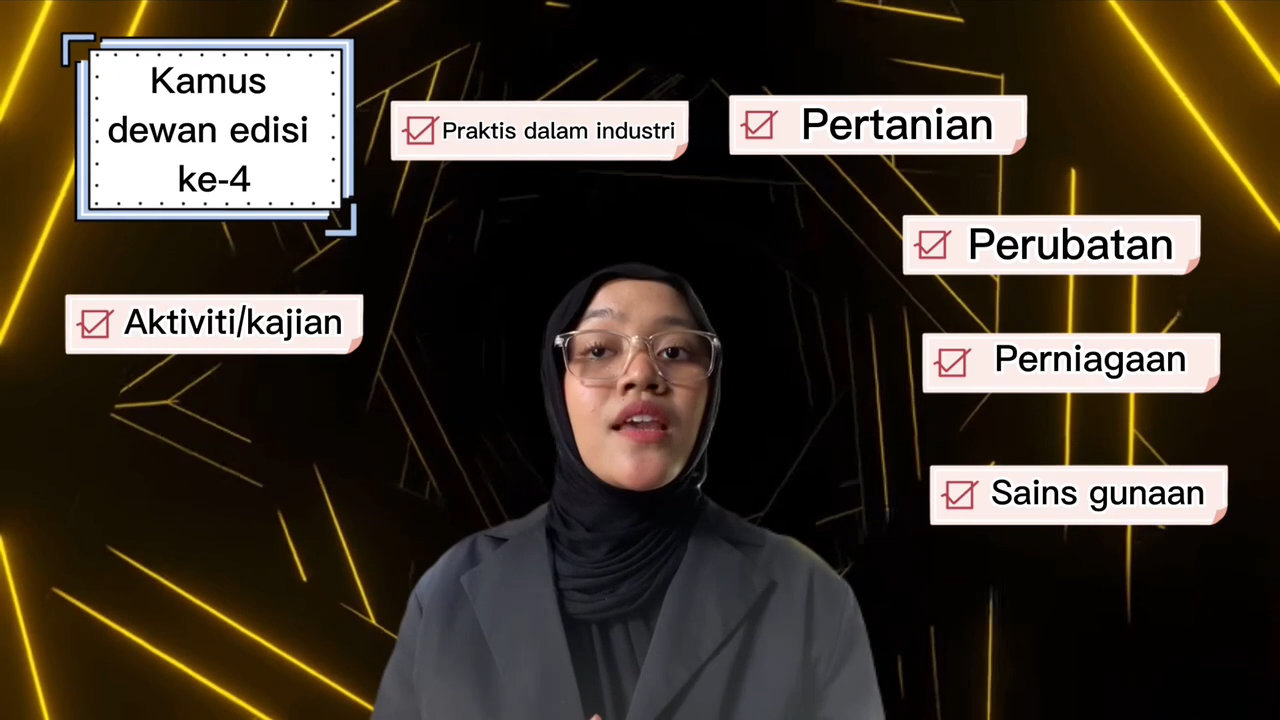 Kamus
dewan edisi
ke-4
Praktis dalam industri
Pertanian
Perubatan
Aktiviti/kajian
Perniagaan
Sains gunaan